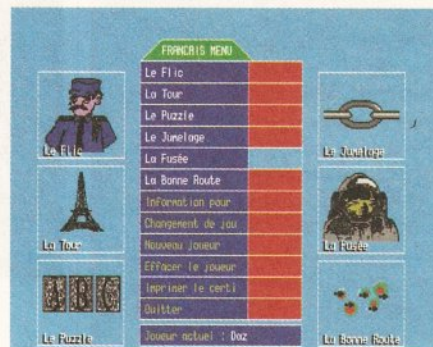 FRANCAIS MENU
Le Flic
La Tour
Le Puzzle
Le Jumelage
La Fusée
La Bonne Route
Information pour
Changement de jou
Nouveau joueur
Effacer le joueur
Imprimer le certi
Quitter
Joueur actuel : Daz
Le Flic
La Tour
Le Puzzle
Le Jumelage
La Fusée
La Bonne Route